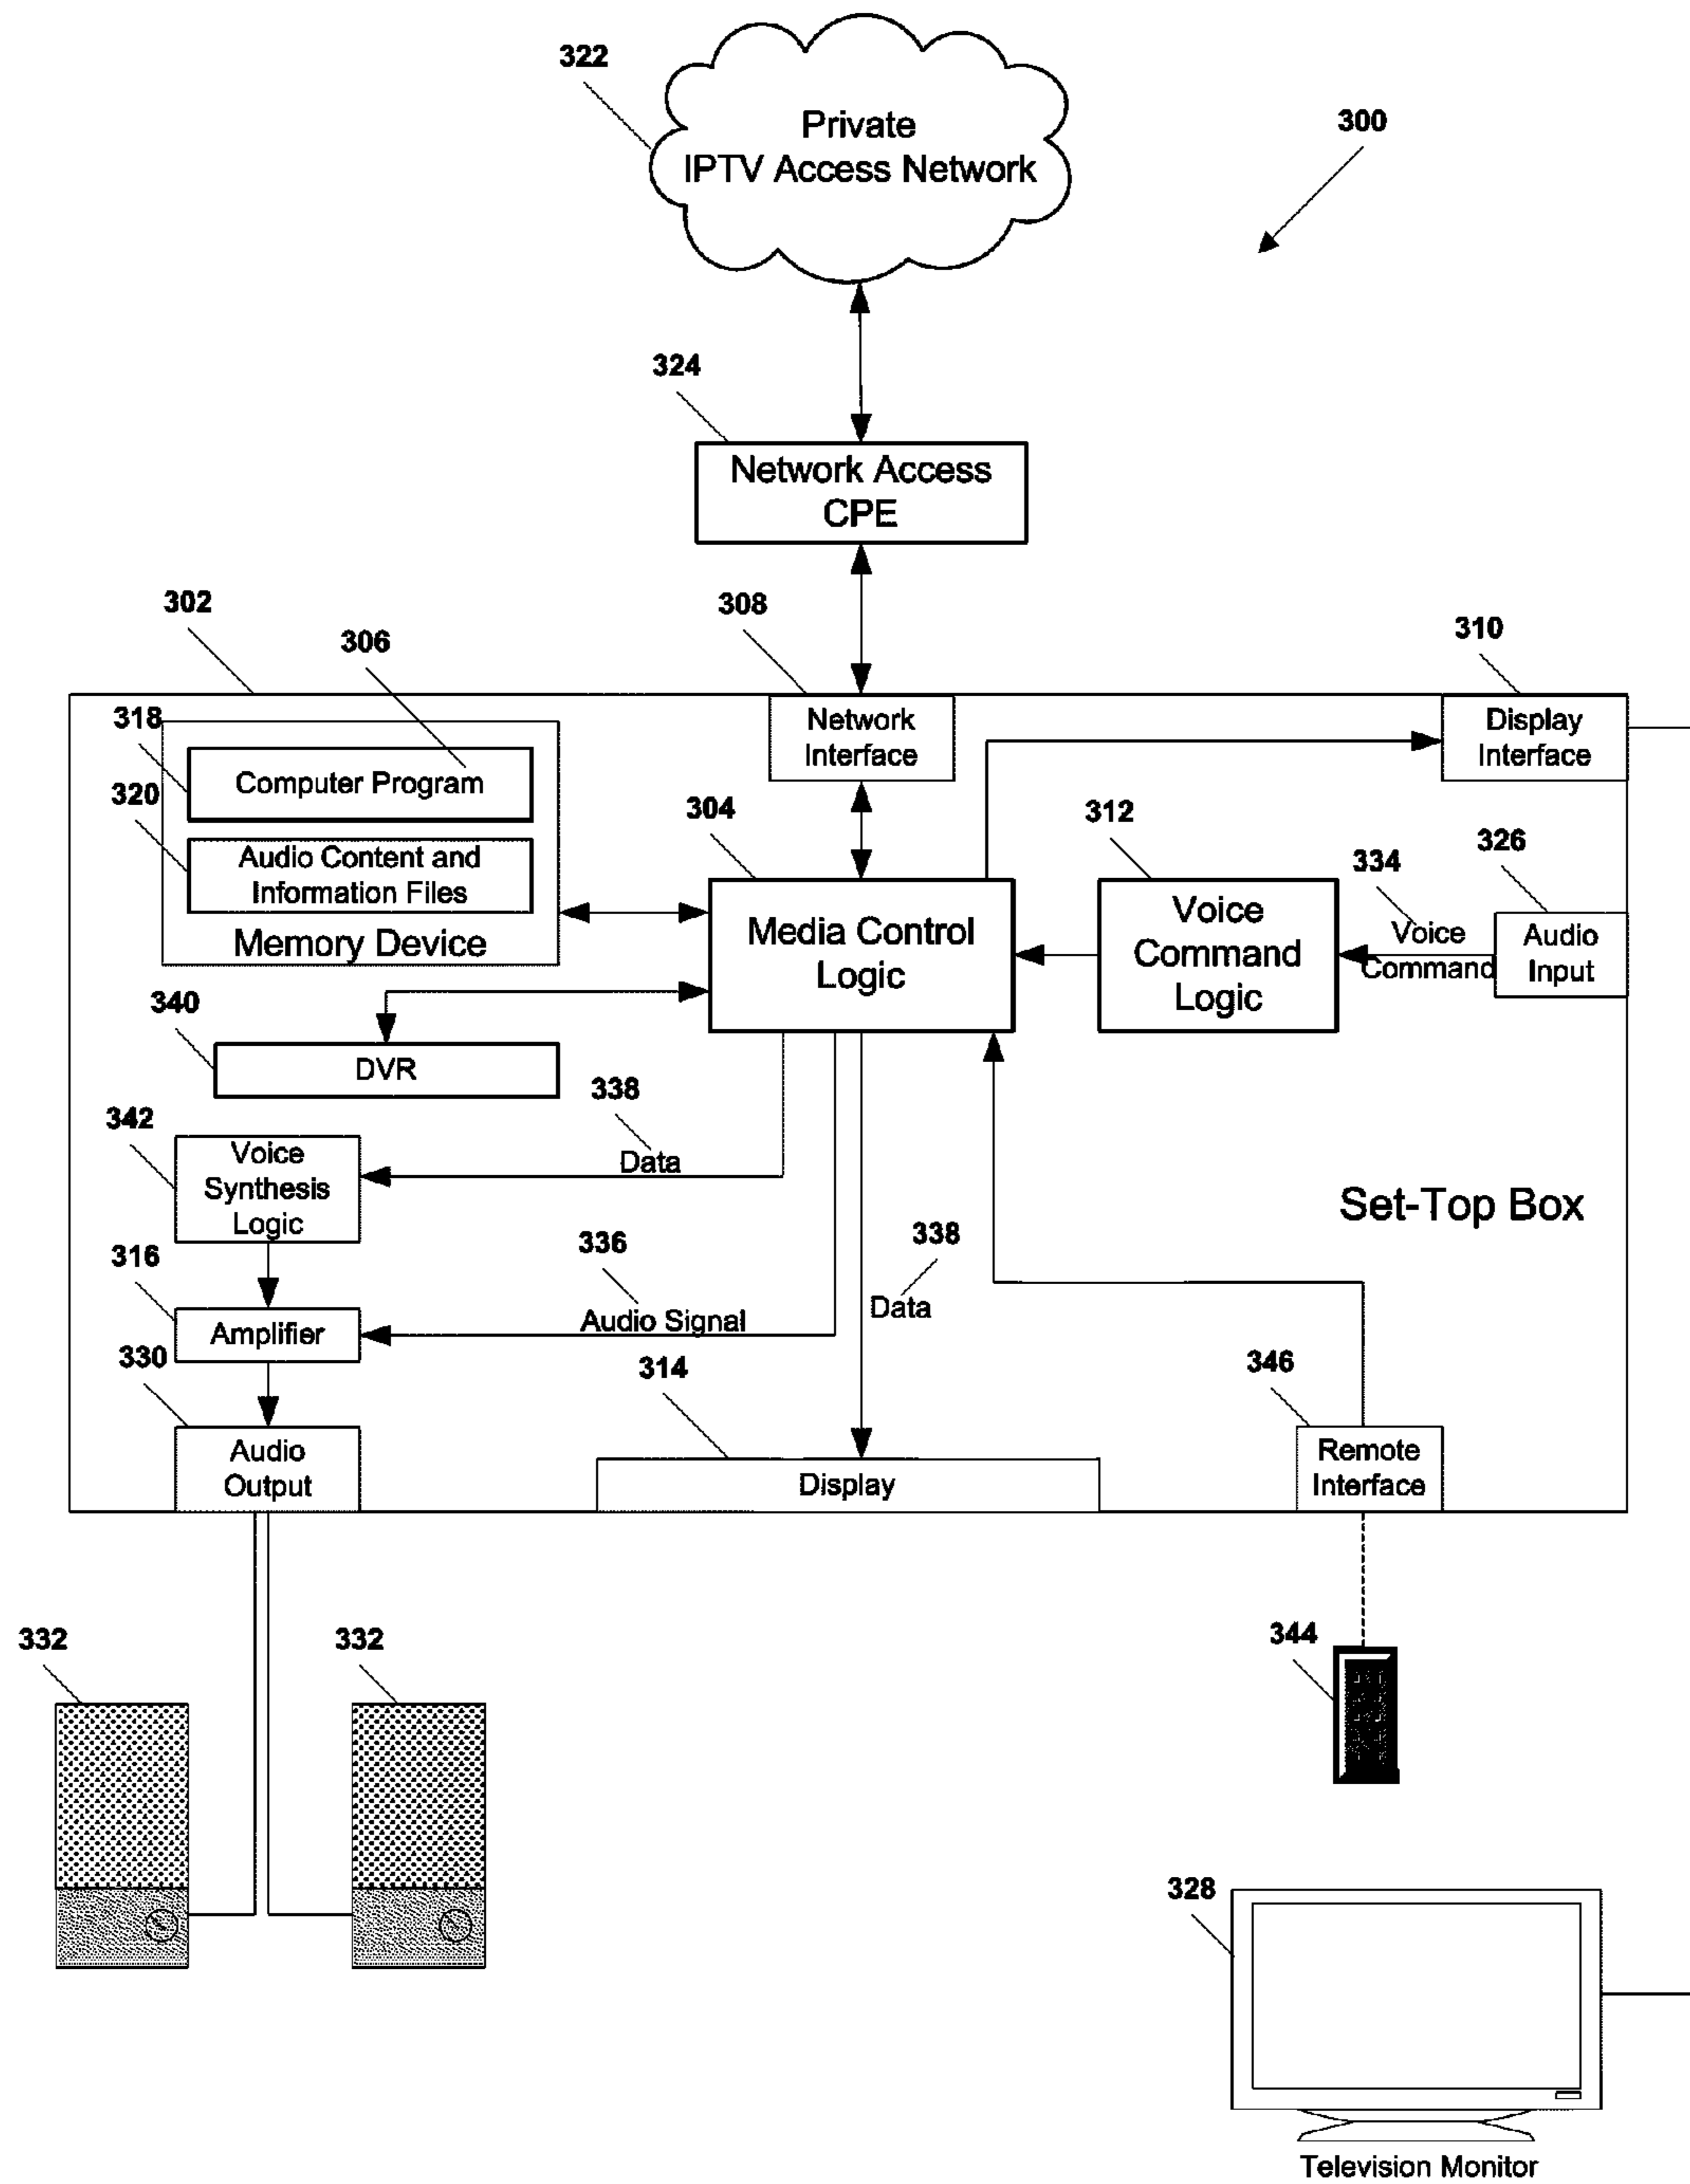 322
Private
IPTV Access Network
300
324
Network Access
CPE
302
308
306
310
318
Network
Interface
Display
Interface
Computer Program
320
304
312
326
334
Audio Content and
Information Files
Memory Device
Media Control
Logic
Voice
Command
Logic
Voice
Command
Audio
Input
340
DVR
338
342
Data
Voice
Synthesis
Logic
Set-Top Box
316
336
338
Data
Audio Signal
Amplifier
330
314
346
Audio
Output
Display
Remote
Interface
332
332
344
328
Television Monitor